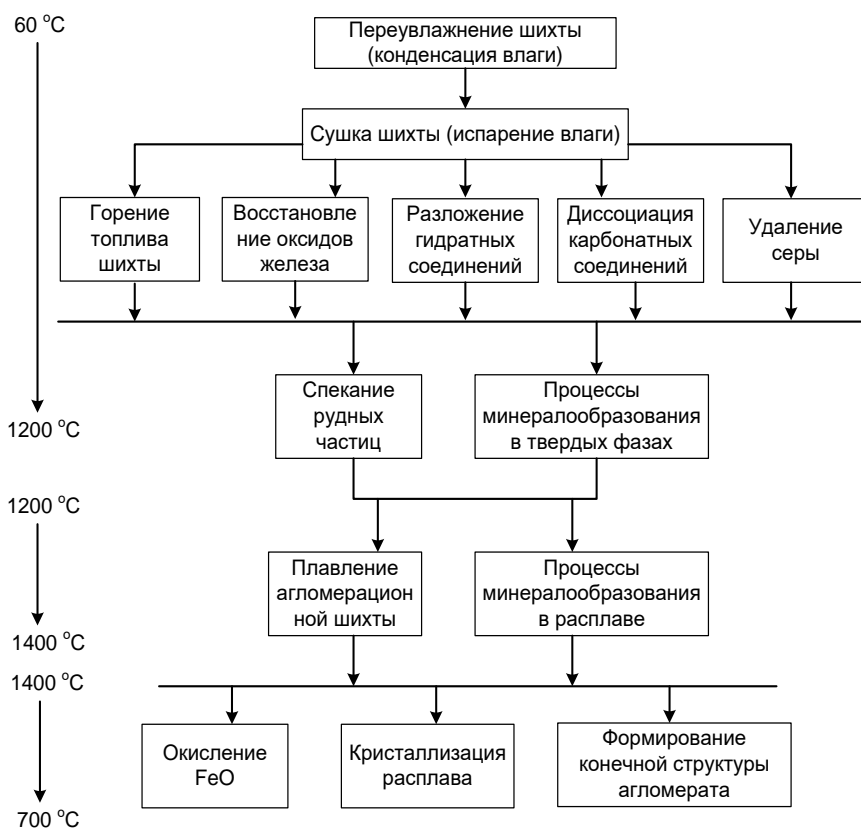 60 °C
Переувлажнение шихты
(конденсация влаги)
Сушка шихты (испарение влаги)
Горение
топлива
шихты
Восстановле
ние оксидов
железа
Разложение
гидратных
соединений
Диссоциация
карбонатных
соединений
Удаление
серы
Спекание
рудных
частиц
Процессы
минералообразования
в твердых фазах
1200 °C
1200 °C
Плавление
агломерацион
ной шихты
Процессы
минералообразования
в расплаве
1400 °C
1400 °C
Окисление
FeO
Кристаллизация
расплава
Формирование
конечной структуры
агломерата
700 °C